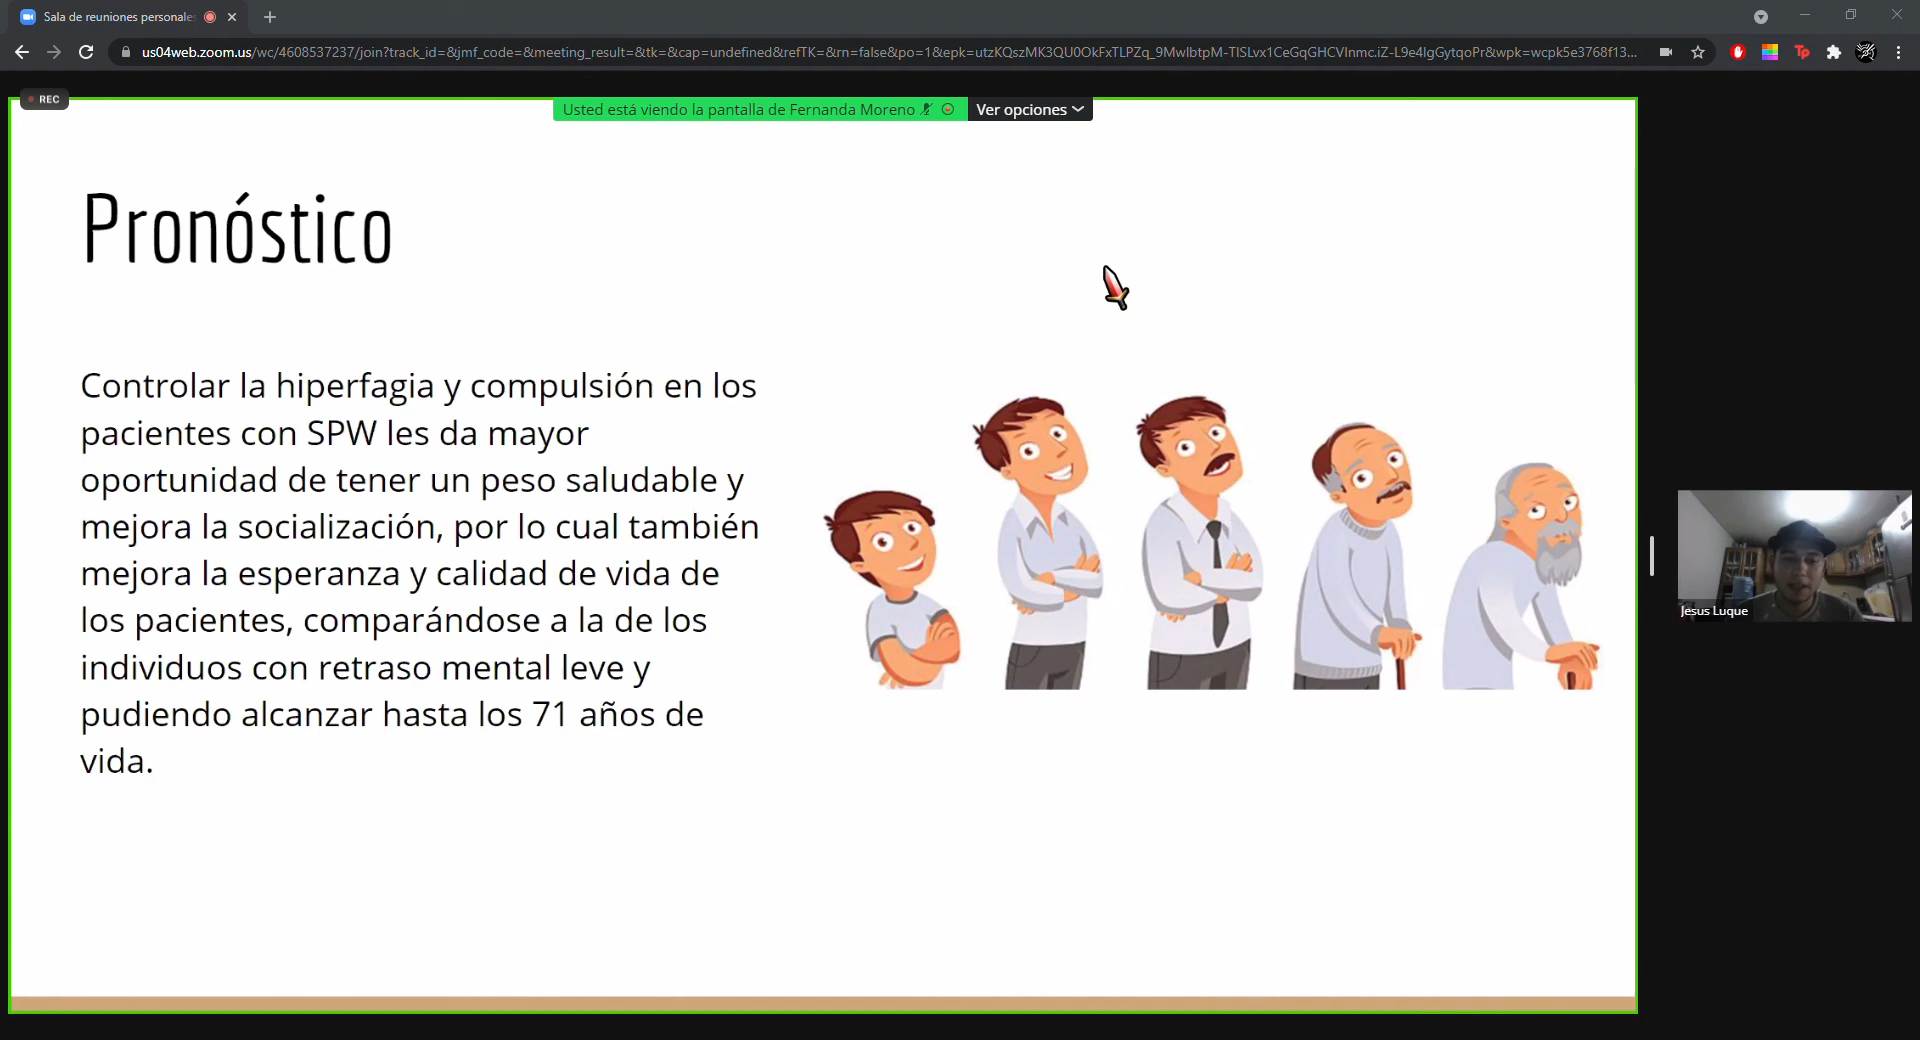 Sala de reuniones personales
us04web.zoom.us/wc/4608537237/join?track_id=&jmf_code=&meeting_result=&tk=&cap=undefined&refTK=&rn=false&po=1&epk=utzKQszMK3QU0OkFxTLPZq_9MwIbtpM-TISLvx1CeGqGHCVInmc.iZ-L9e4lgGytqoPr&wpk=wcpk5e3768f13...
Tp
REC
Usted está viendo la pantalla de Fernanda Moreno
Ver opciones
Pronóstico
Controlar la hiperfagia y compulsión en los
pacientes con SPW les da mayor
oportunidad de tener un peso saludable y
mejora la socialización, por lo cual también
mejora la esperanza y calidad de vida de
los pacientes, comparándose a la de los
individuos con retraso mental leve y
pudiendo alcanzar hasta los 71 años de
vida.
Jesus Luque